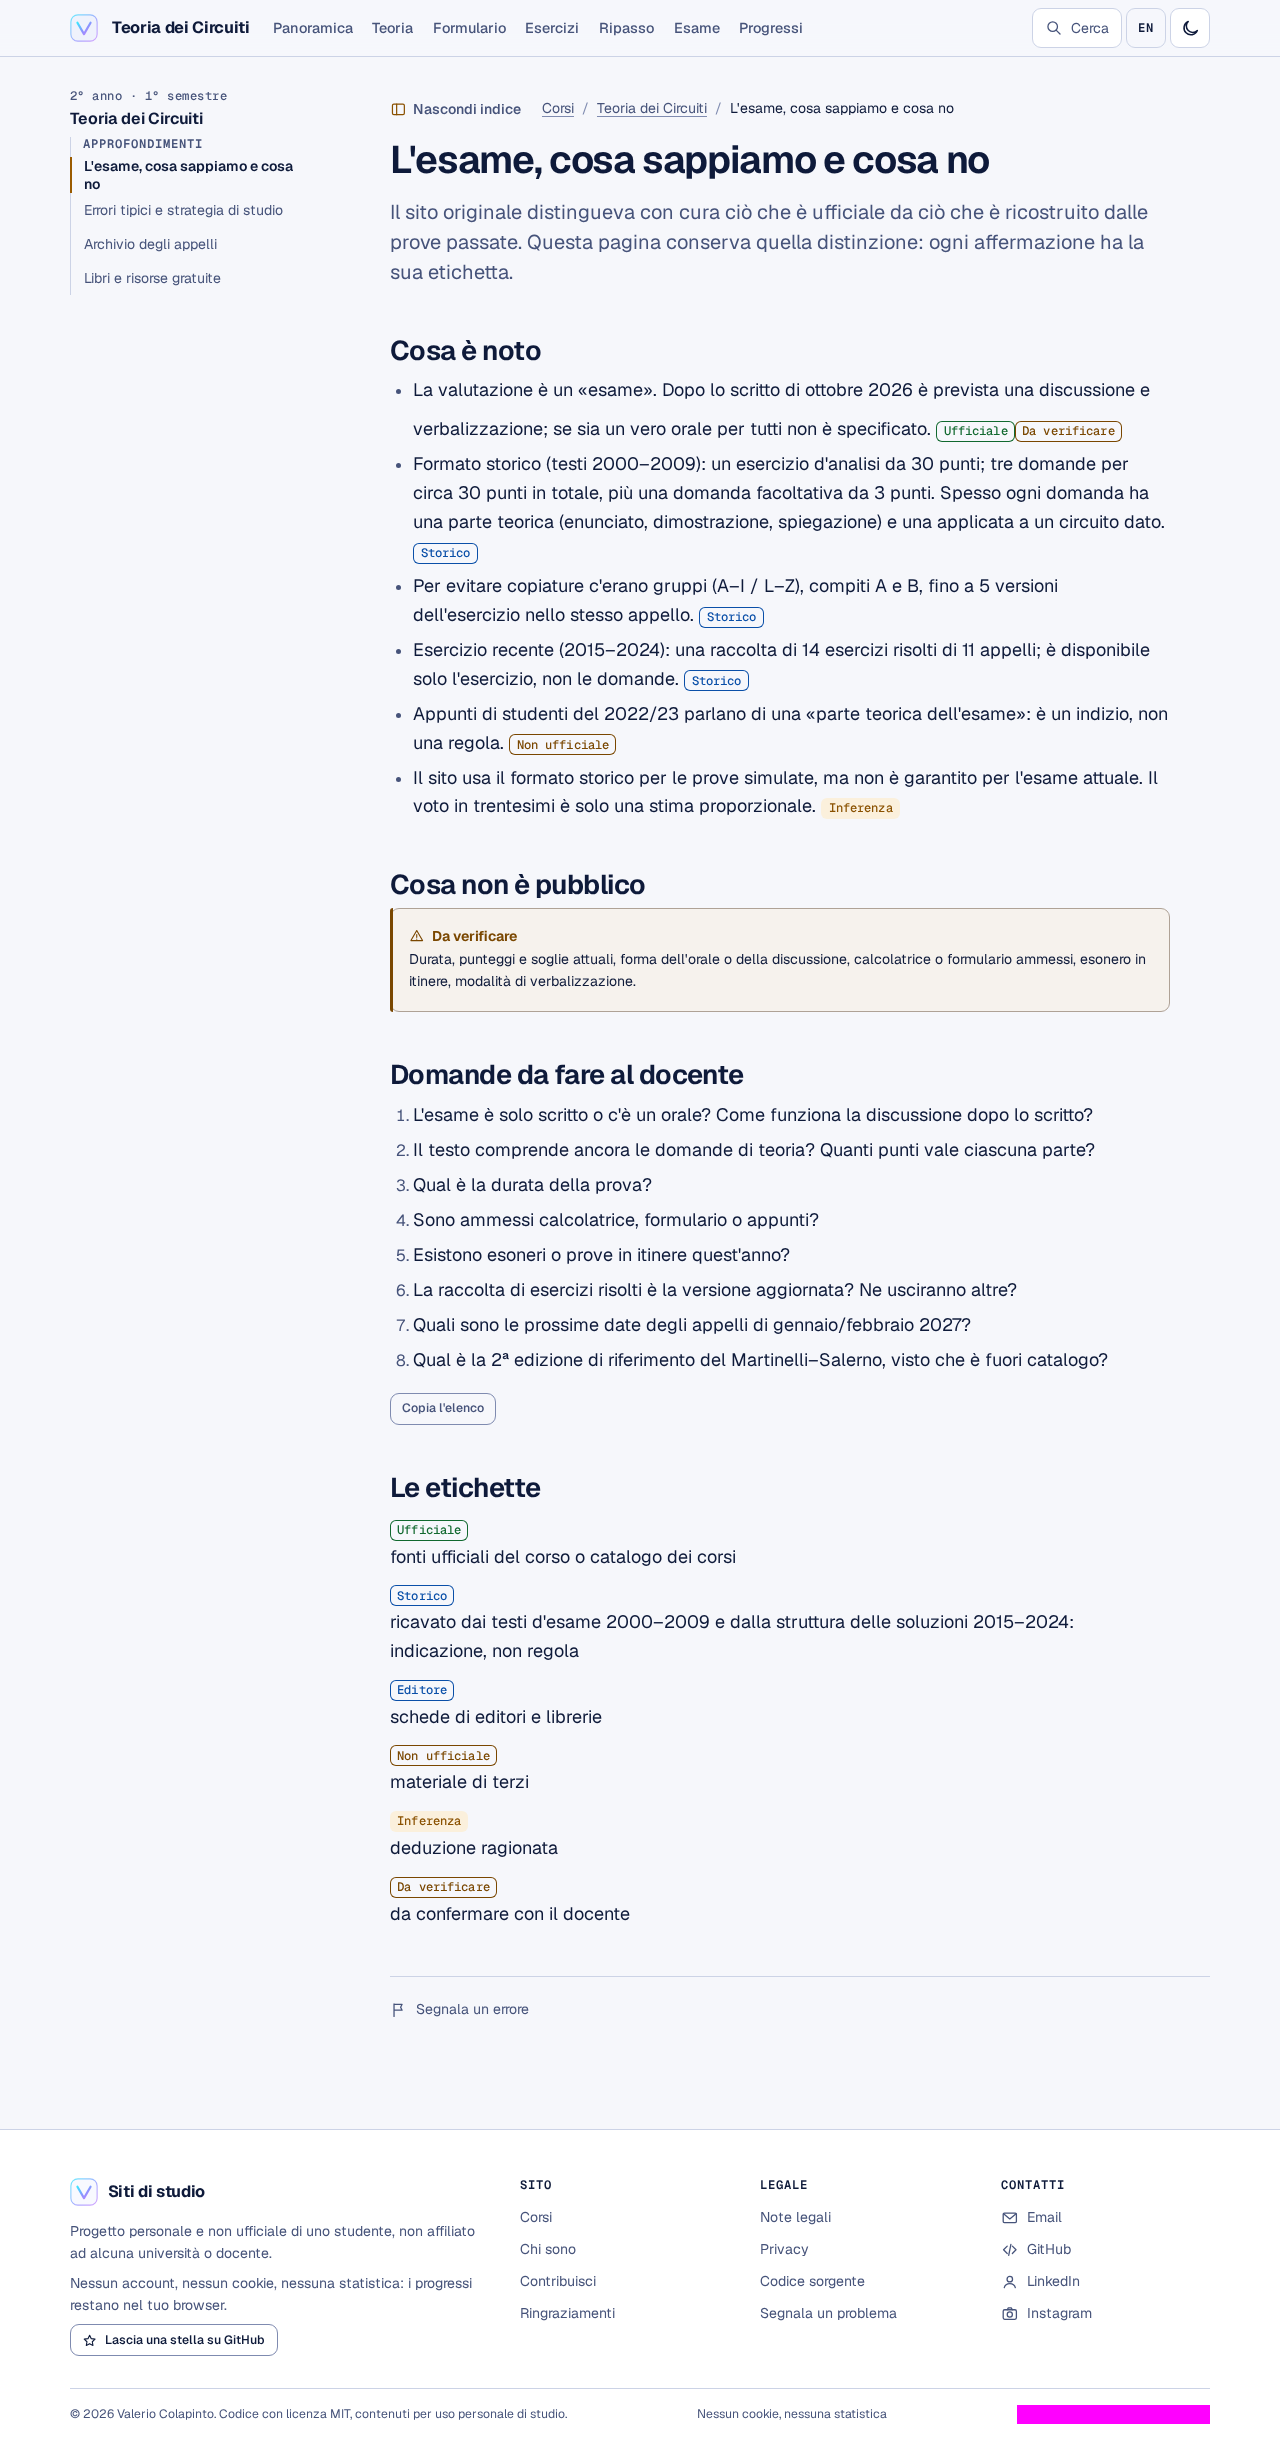 Teoria dei Circuiti
Panoramica
Teoria
Formulario
Esercizi
Ripasso
Esame
Progressi
Cerca
EN
2º anno · 1º semestre
Teoria dei Circuiti
APPROFONDIMENTI
L'esame, cosa sappiamo e cosa
no
Errori tipici e strategia di studio
Archivio degli appelli
Libri e risorse gratuite
Nascondi indice
Corsi / Teoria dei Circuiti / L'esame, cosa sappiamo e cosa no
L'esame, cosa sappiamo e cosa no
Il sito originale distingueva con cura ciò che è ufficiale da ciò che è ricostruito dalle
prove passate. Questa pagina conserva quella distinzione: ogni affermazione ha la
sua etichetta.
Cosa è noto
La valutazione è un «esame». Dopo lo scritto di ottobre 2026 è prevista una discussione e
verbalizzazione; se sia un vero orale per tutti non è specificato. Ufficiale Da verificare
Formato storico (testi 2000–2009): un esercizio d'analisi da 30 punti; tre domande per
circa 30 punti in totale, più una domanda facoltativa da 3 punti. Spesso ogni domanda ha
una parte teorica (enunciato, dimostrazione, spiegazione) e una applicata a un circuito dato.
Storico
Per evitare copiature c'erano gruppi (A–I / L–Z), compiti A e B, fino a 5 versioni
dell'esercizio nello stesso appello. Storico
Esercizio recente (2015–2024): una raccolta di 14 esercizi risolti di 11 appelli; è disponibile
solo l'esercizio, non le domande. Storico
Appunti di studenti del 2022/23 parlano di una «parte teorica dell'esame»: è un indizio, non
una regola. Non ufficiale
Il sito usa il formato storico per le prove simulate, ma non è garantito per l'esame attuale. Il
voto in trentesimi è solo una stima proporzionale. Inferenza
Cosa non è pubblico
Da verificare
Durata, punteggi e soglie attuali, forma dell'orale o della discussione, calcolatrice o formulario ammessi, esonero in
itinere, modalità di verbalizzazione.
Domande da fare al docente
1. L'esame è solo scritto o c'è un orale? Come funziona la discussione dopo lo scritto?
2. Il testo comprende ancora le domande di teoria? Quanti punti vale ciascuna parte?
3. Qual è la durata della prova?
4. Sono ammessi calcolatrice, formulario o appunti?
5. Esistono esoneri o prove in itinere quest'anno?
6. La raccolta di esercizi risolti è la versione aggiornata? Ne usciranno altre?
7. Quali sono le prossime date degli appelli di gennaio/febbraio 2027?
8. Qual è la 2ª edizione di riferimento del Martinelli–Salerno, visto che è fuori catalogo?
Copia l'elenco
Le etichette
Ufficiale
fonti ufficiali del corso o catalogo dei corsi
Storico
ricavato dai testi d'esame 2000–2009 e dalla struttura delle soluzioni 2015–2024:
indicazione, non regola
Editore
schede di editori e librerie
Non ufficiale
materiale di terzi
Inferenza
deduzione ragionata
Da verificare
da confermare con il docente
Segnala un errore
Siti di studio
Progetto personale e non ufficiale di uno studente, non affiliato
ad alcuna università o docente.
Nessun account, nessun cookie, nessuna statistica: i progressi
restano nel tuo browser.
Lascia una stella su GitHub
SITO
Corsi
Chi sono
Contribuisci
Ringraziamenti
LEGALE
Note legali
Privacy
Codice sorgente
Segnala un problema
CONTATTI
Email
GitHub
LinkedIn
Instagram
© 2026 Valerio Colapinto. Codice con licenza MIT, contenuti per uso personale di studio.
Nessun cookie, nessuna statistica